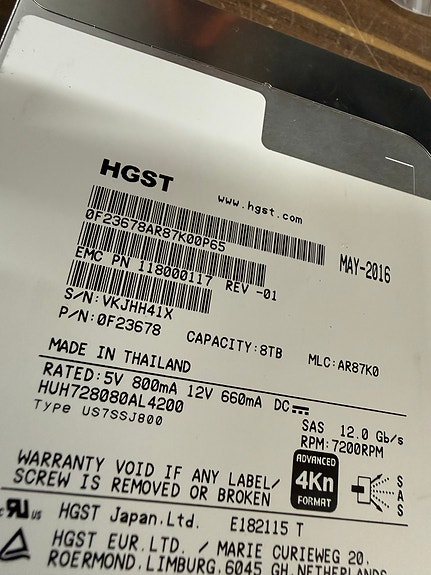 HGST
www.hgst.com
0F23678AR87K00P65
MAY-2016
EMC PN 118000117 REV -01
S/N:VKJHH41X
P/N:0F23678
CAPACITY:8TB
MLC:AR87K0
MADE IN THAILAND
RATED:5V 800mA 12V 660mA DC
HUH728080AL4200
Type US7SSJ800
SAS 12.0 Gb/s
RPM:7200RPM
WARRANTY VOID IF ANY LABEL/
SCREW IS REMOVED OR BROKEN
ADVANCED
4Kn
FORMAT
SAS
c RU us
HGST Japan.Ltd. E182115 T
HGST EUR.LTD. / MARIE CURIEWEG 20.
ROERMOND.LIMBURG.6045 GH.NETHERLANDS